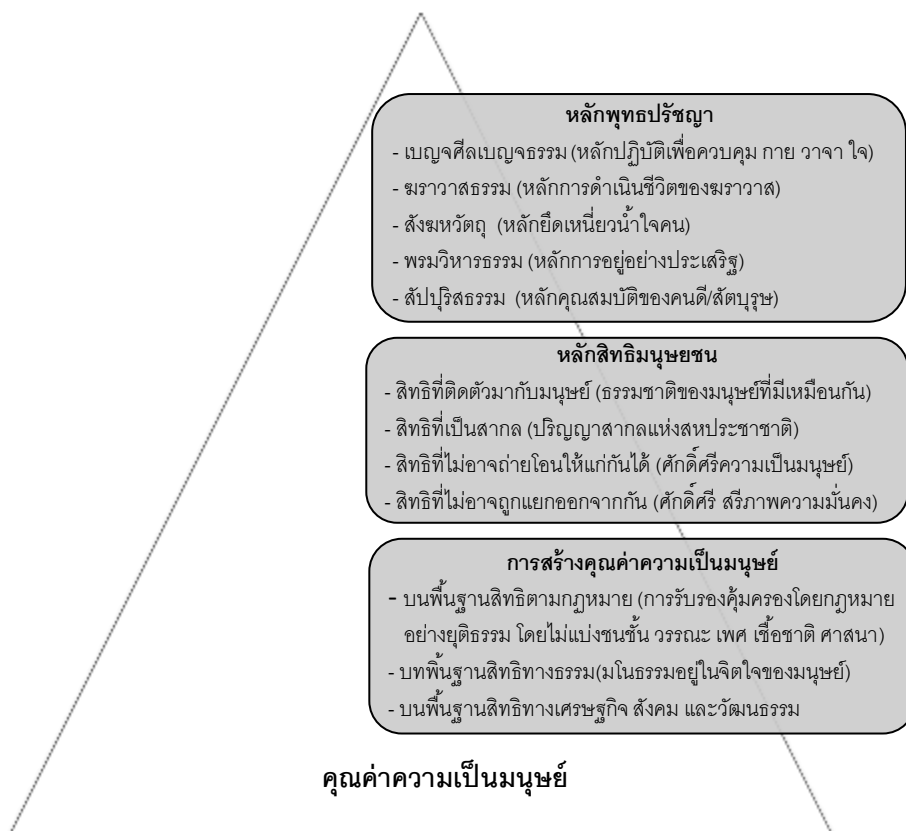 หลักพุทธปรัชญา
- เบญจศีลเบญจธรรม (หลักปฏิบัติเพื่อควบคุม กาย วาจา ใจ)
- ฆราวาสธรรม (หลักการดำเนินชีวิตของฆราวาส)
- สังฆหวัตถุ (หลักยึดเหนี่ยวน้ำใจคน)
- พรมวิหารธรรม (หลักการอยู่อย่างประเสริฐ)
- สัปปุริสธรรม (หลักคุณสมบัติของคนดี/สัตบุรุษ)
หลักสิทธิมนุษยชน
- สิทธิที่ติดตัวมากับมนุษย์ (ธรรมชาติของมนุษย์ที่มีเหมือนกัน)
- สิทธิที่เป็นสากล (ปริญญาสากลแห่งสหประชาชาติ)
- สิทธิที่ไม่อาจถ่ายโอนให้แก่กันได้ (ศักดิ์ศรีความเป็นมนุษย์)
- สิทธิที่ไม่อาจถูกแยกออกจากกัน (ศักดิ์ศรี สรีภาพความมั่นคง)
การสร้างคุณค่าความเป็นมนุษย์
- บนพื้นฐานสิทธิตามกฏหมาย (การรับรองคุ้มครองโดยกฎหมาย
อย่างยุติธรรม โดยไม่แบ่งชนชั้น วรรณะ เพศ เชื้อชาติ ศาสนา)
- บทพื้นฐานสิทธิทางธรรม(มโนธรรมอยู่ในจิตใจของมนุษย์)
- บนพื้นฐานสิทธิทางเศรษฐกิจ สังคม และวัฒนธรรม
คุณค่าความเป็นมนุษย์